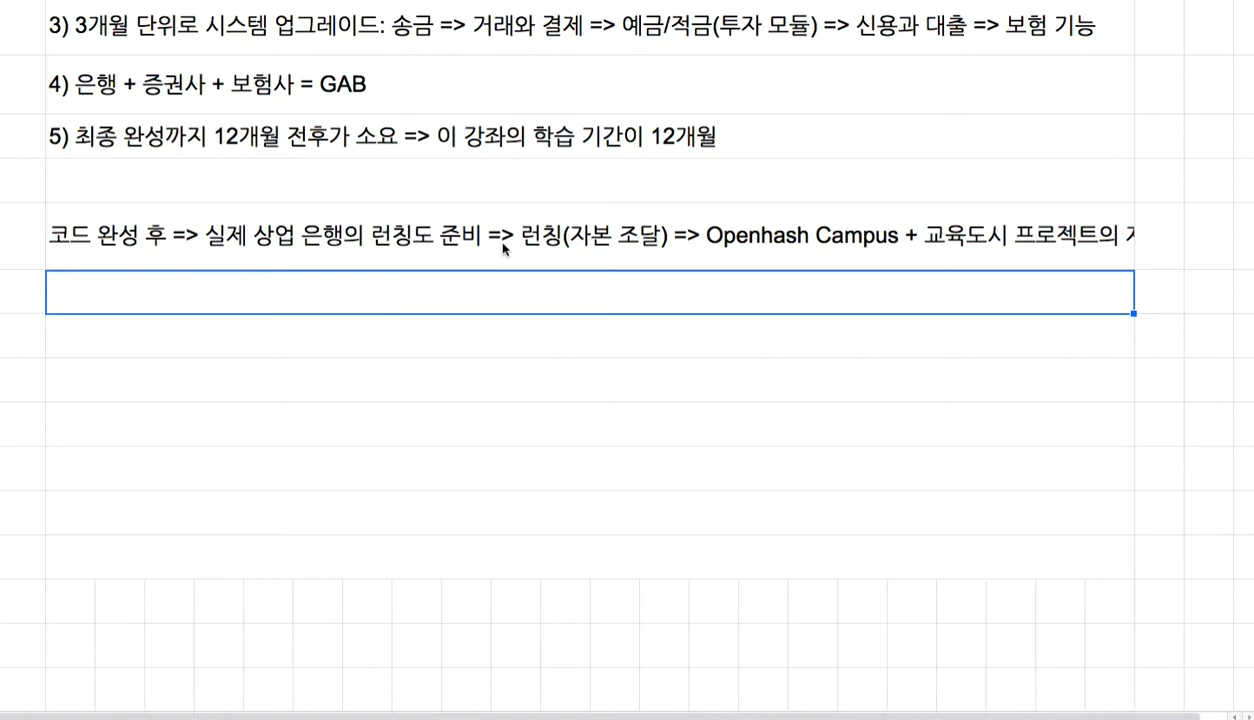 3) 3개월 단위로 시스템 업그레이드: 송금 => 거래와 결제 => 예금/적금(투자 모듈) => 신용과 대출 => 보험 기능
4) 은행 + 증권사 + 보험사 = GAB
5) 최종 완성까지 12개월 전후가 소요 => 이 강좌의 학습 기간이 12개월
코드 완성 후 => 실제 상업 은행의 런칭도 준비 => 런칭(자본 조달) => Openhash Campus + 교육도시 프로젝트의